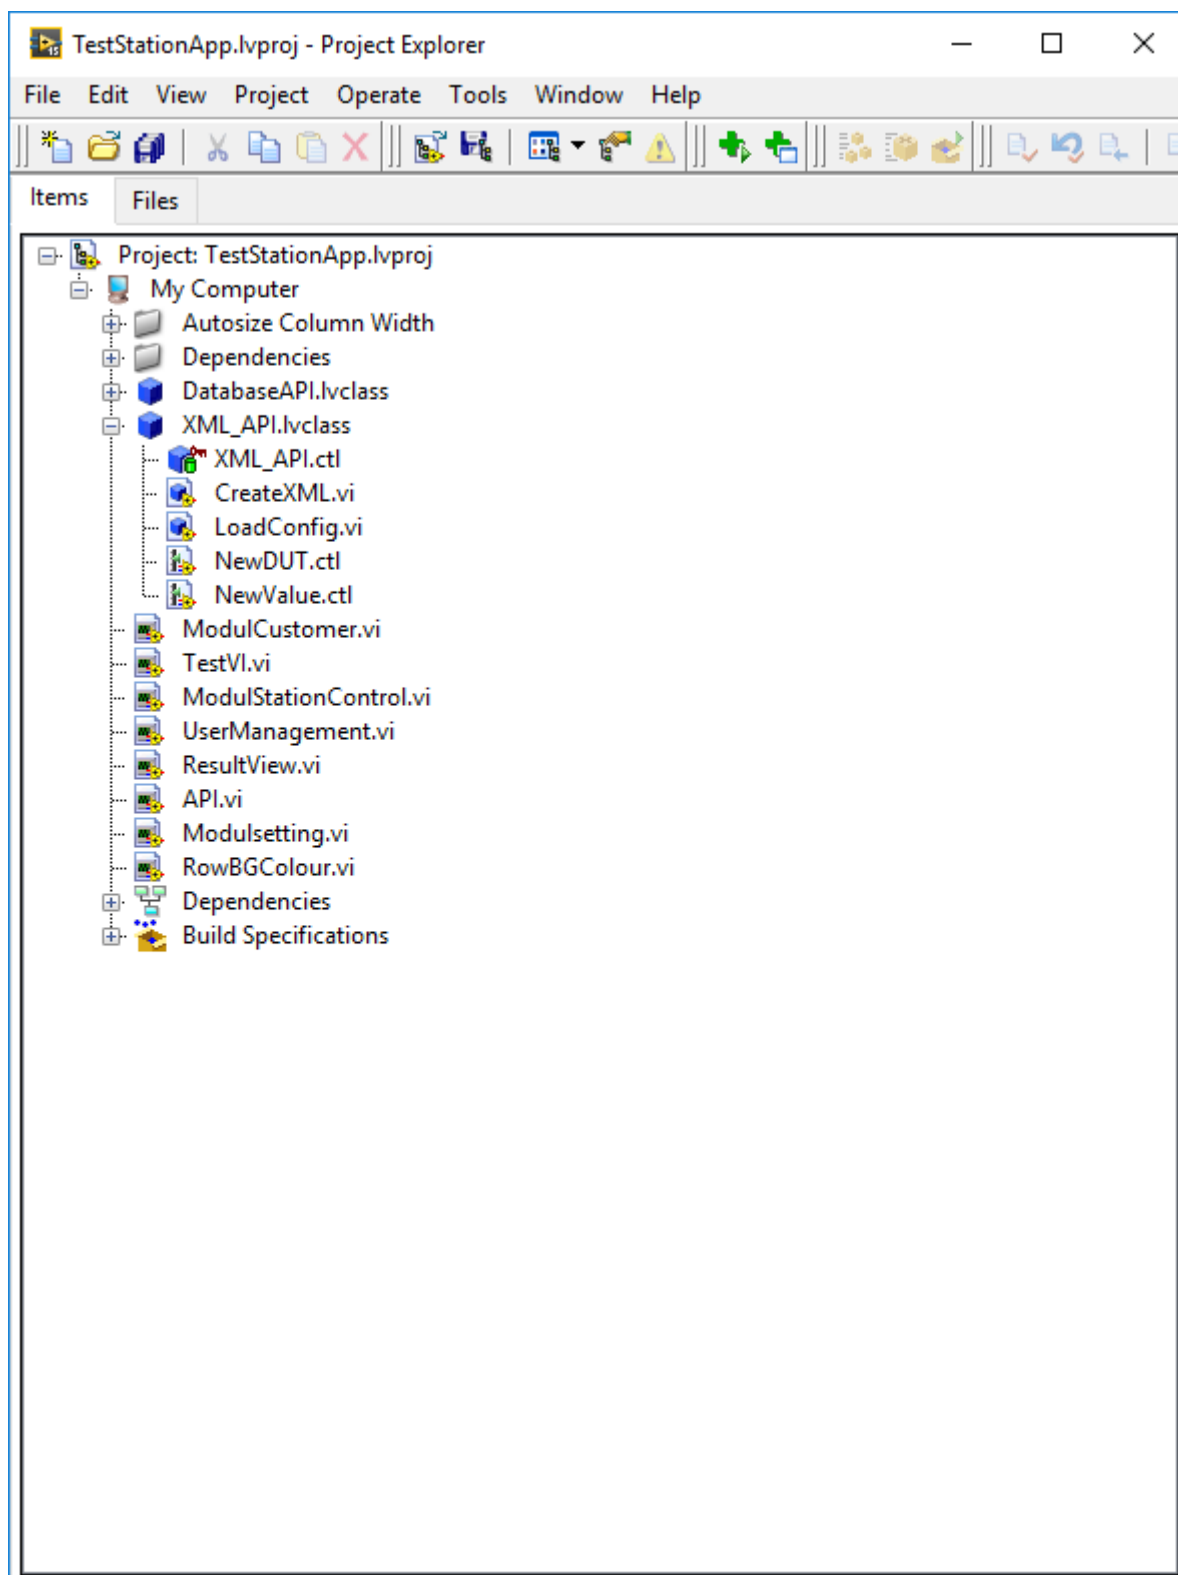 TestStationApp.lvproj - Project Explorer
File Edit View Project Operate Tools Window Help
Items Files
Project: TestStationApp.lvproj
My Computer
Autosize Column Width
Dependencies
DatabaseAPI.lvclass
XML_API.lvclass
XML_API.ctl
CreateXML.vi
LoadConfig.vi
NewDUT.ctl
NewValue.ctl
ModulCustomer.vi
TestVI.vi
ModulStationControl.vi
UserManagement.vi
ResultView.vi
API.vi
Modulsetting.vi
RowBGColour.vi
Dependencies
Build Specifications